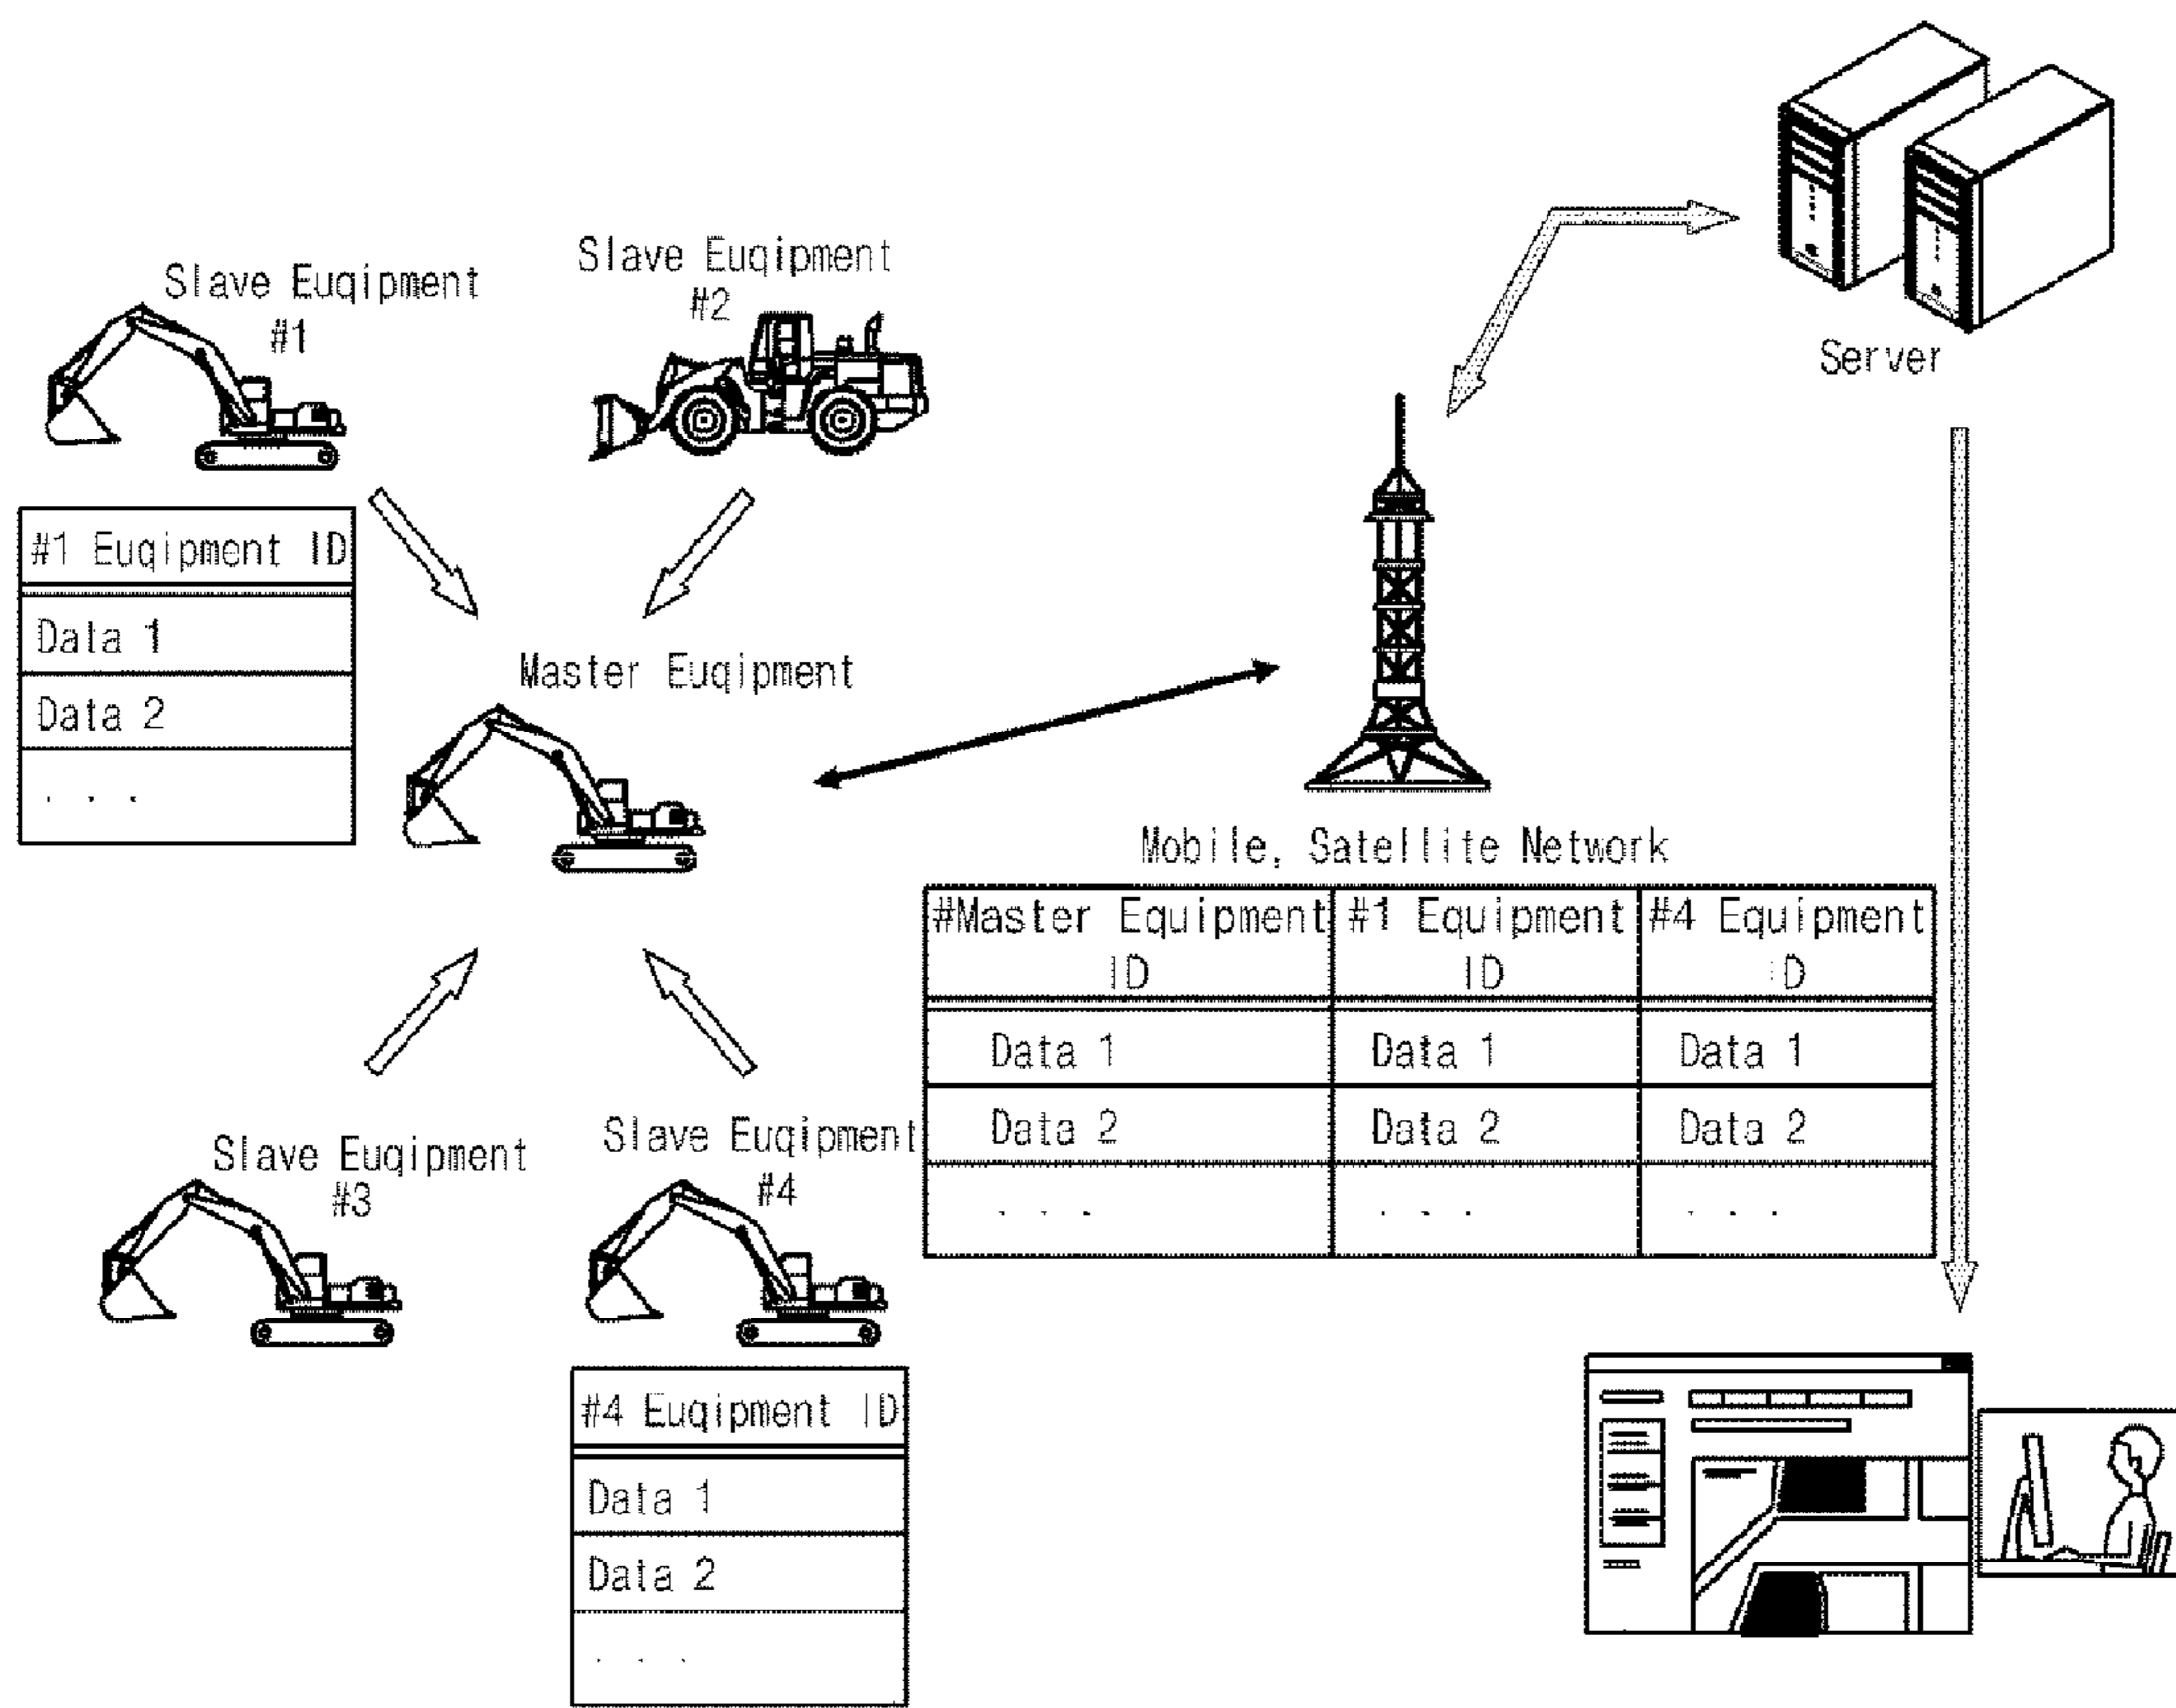 Slave Euqipment
#1
Slave Euqipment
#2
Server
#1 Euqipment ID
Data 1
Data 2
. . .
Master Euqipment
Mobile, Satellite Network
#Master Equipment ID
#1 Equipment ID
#4 Equipment ID
Data 1
Data 1
Data 1
Data 2
Data 2
Data 2
. . .
. . .
. . .
Slave Euqipment
#3
Slave Euqipment
#4
#4 Euqipment ID
Data 1
Data 2
. . .